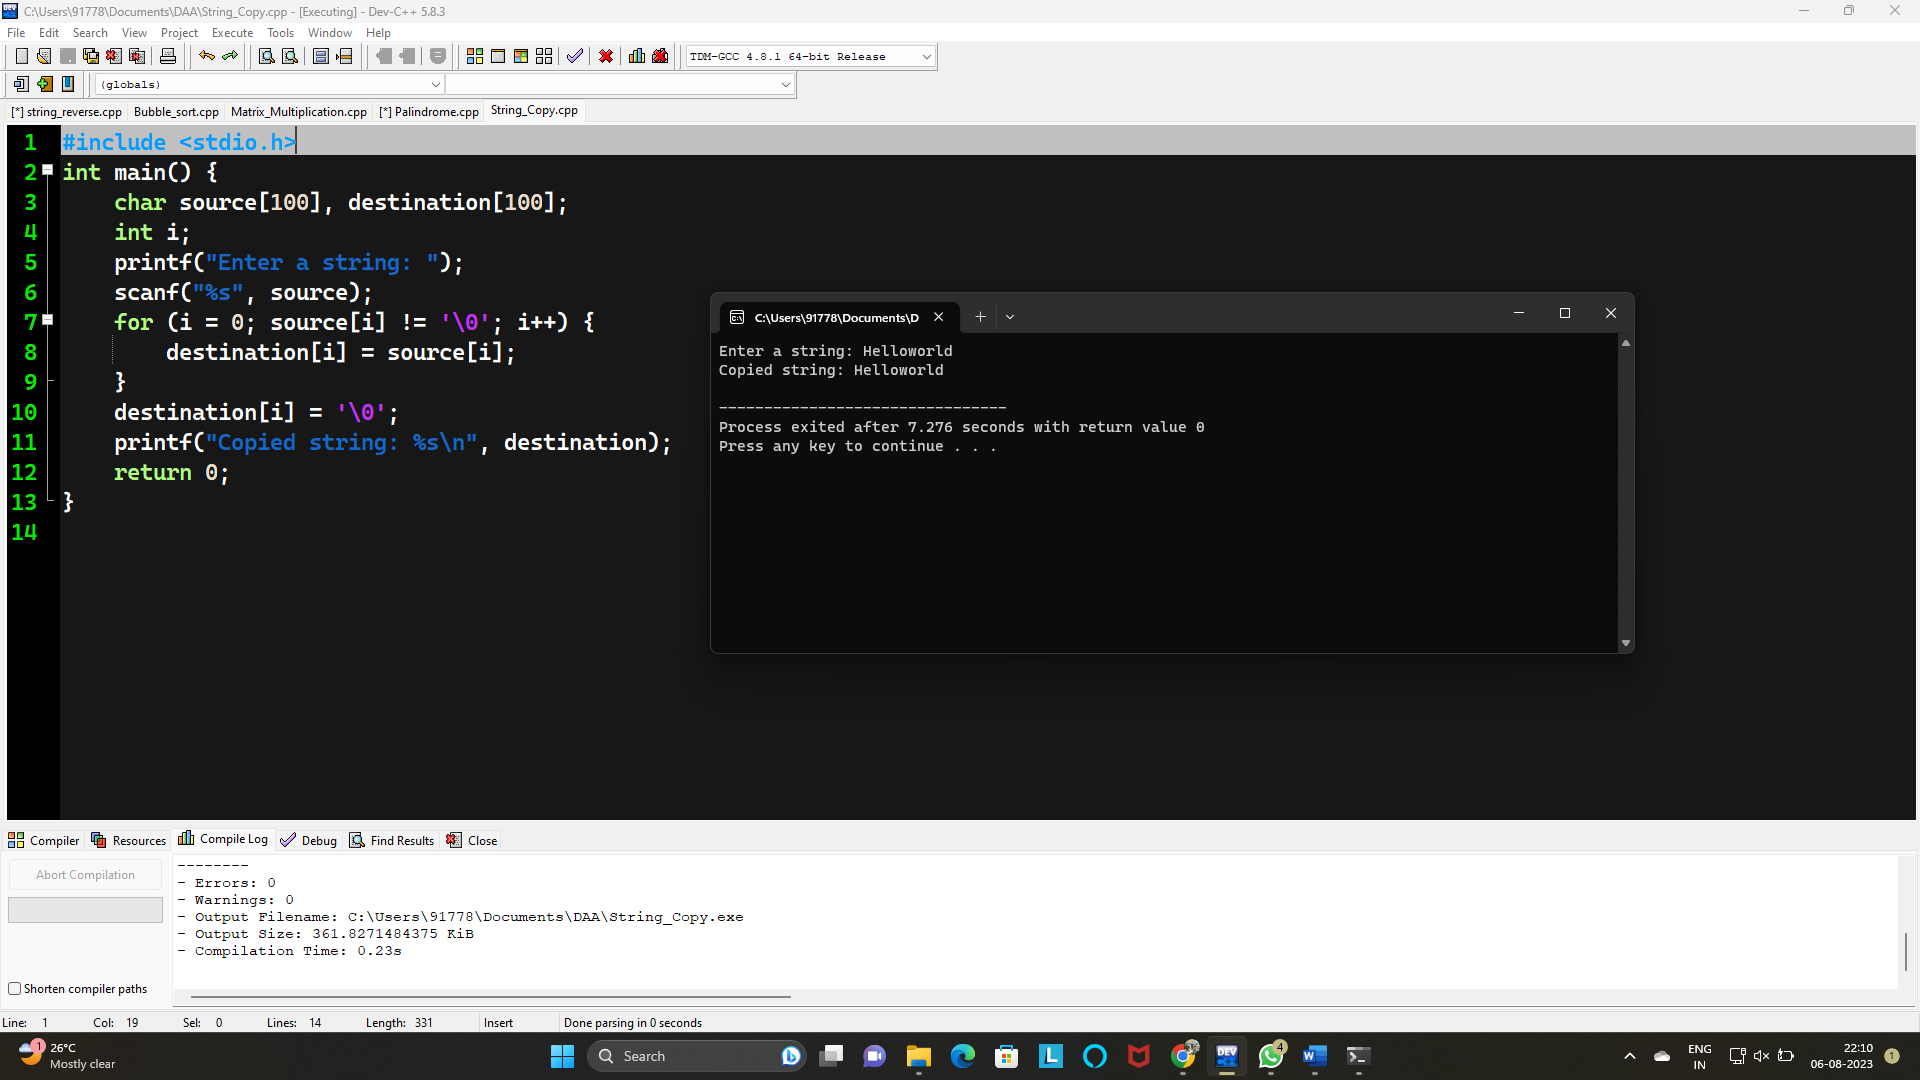 C:\Users\91778\Documents\DAA\String_Copy.cpp - [Executing] - Dev-C++ 5.8.3
File Edit Search View Project Execute Tools Window Help
TDM-GCC 4.8.1 64-bit Release
(globals)
[*] string_reverse.cpp Bubble_sort.cpp Matrix_Multiplication.cpp [*] Palindrome.cpp String_Copy.cpp
1 #include <stdio.h>
2 int main() {
3 char source[100], destination[100];
4 int i;
5 printf("Enter a string: ");
6 scanf("%s", source);
7 for (i = 0; source[i] != '\0'; i++) {
8 destination[i] = source[i];
9 }
10 destination[i] = '\0';
11 printf("Copied string: %s\n", destination);
12 return 0;
13 }
14
C:\Users\91778\Documents\D
Enter a string: Helloworld
Copied string: Helloworld
--------------------------------
Process exited after 7.276 seconds with return value 0
Press any key to continue . . .
Compiler Resources Compile Log Debug Find Results Close
Abort Compilation
Shorten compiler paths
--------
- Errors: 0
- Warnings: 0
- Output Filename: C:\Users\91778\Documents\DAA\String_Copy.exe
- Output Size: 361.8271484375 KiB
- Compilation Time: 0.23s
Line: 1 Col: 19 Sel: 0 Lines: 14 Length: 331 Insert Done parsing in 0 seconds
1
26°C
Mostly clear
Search
L
DEV
4
W
ENG
IN
22:10
06-08-2023
1